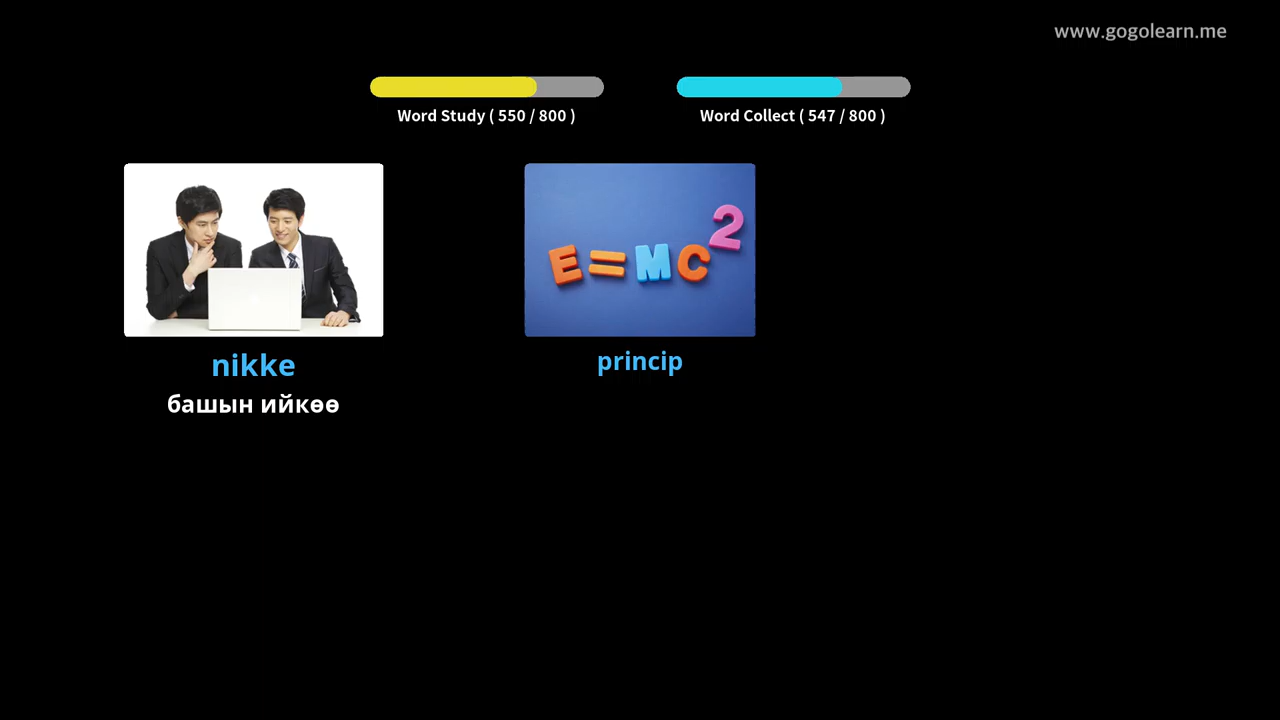 www.gogolearn.me
Word Study ( 550 / 800 )
Word Collect ( 547 / 800 )
E=MC2
nikke
princip
башын ийкөө